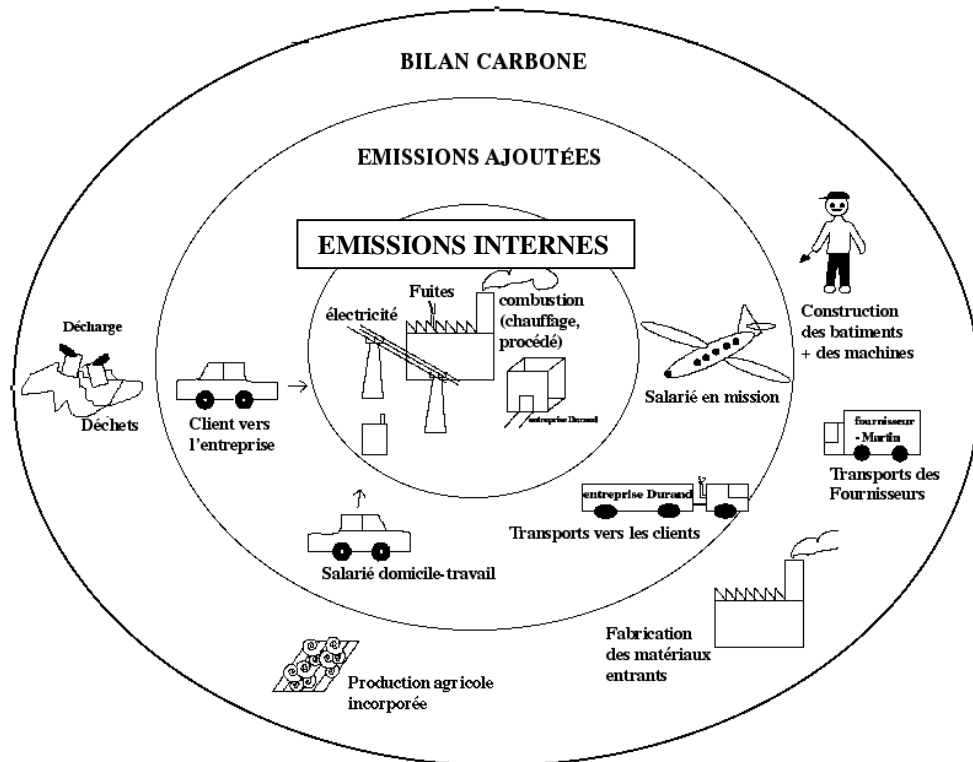 BILAN CARBONE
EMISSIONS AJOUTÉES
EMISSIONS INTERNES
Fuites
électricité
combustion
(chauffage,
procédé)
entreprise Durand
Décharge
Déchets
Client vers
l'entreprise
Salarié en mission
Construction
des batiments
+ des machines
fournisseur
- Martin
Transports des
Fournisseurs
entreprise Durand
Transports vers les clients
Salarié domicile-travail
Fabrication
des matériaux
entrants
Production agricole
incorporée